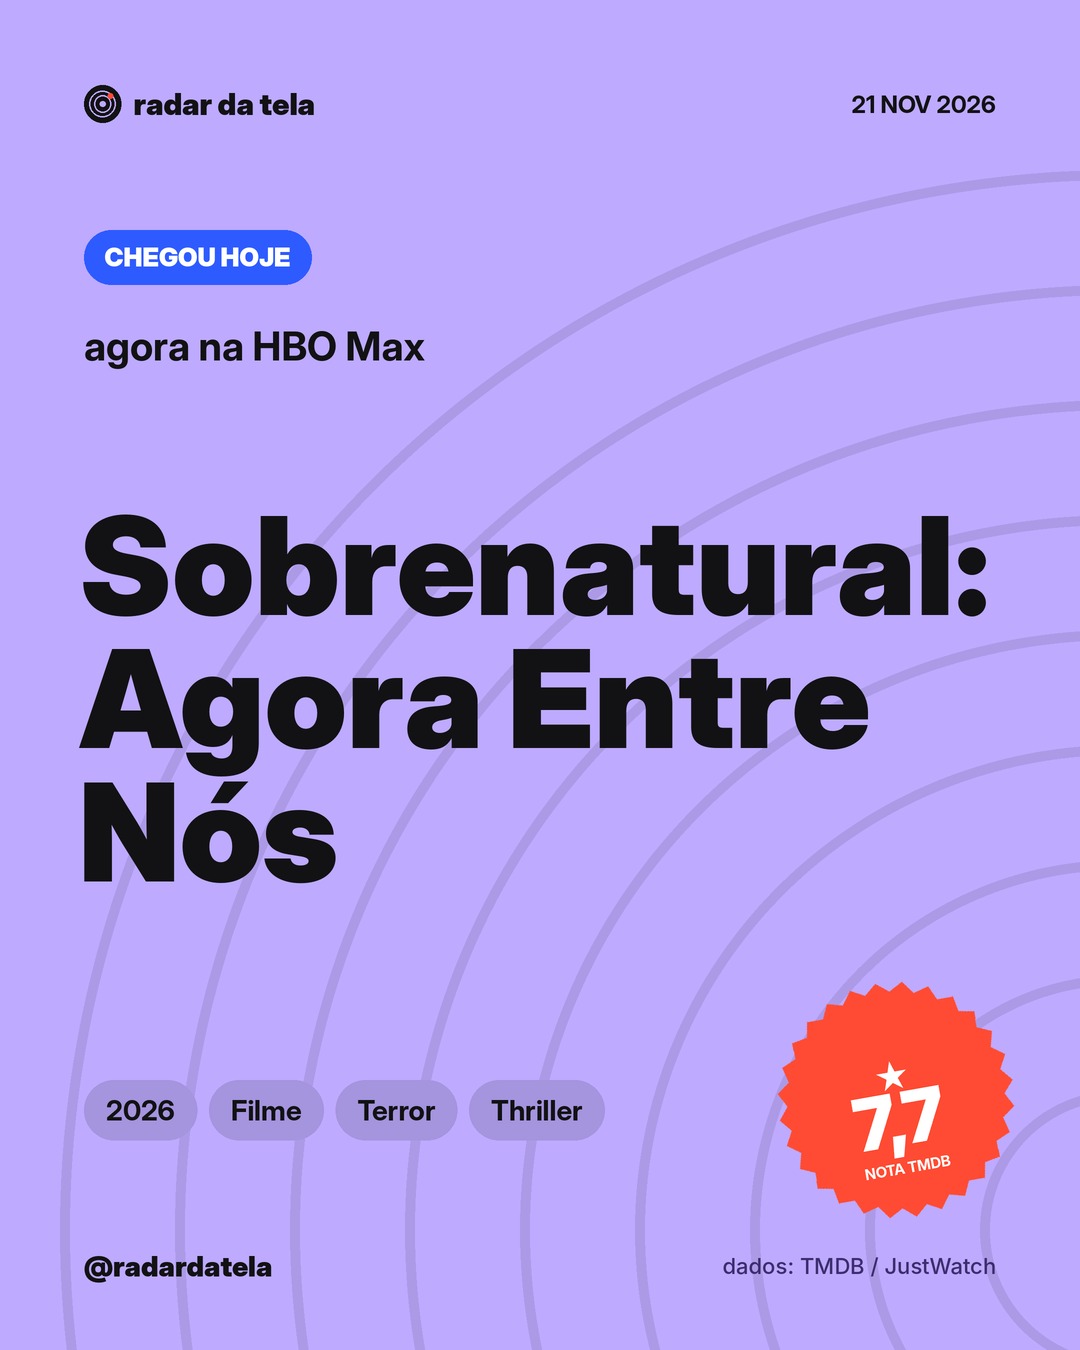 radar da tela
21 NOV 2026
CHEGOU HOJE
agora na HBO Max
Sobrenatural:
Agora Entre
Nós
2026
Filme
Terror
Thriller
7,7
NOTA TMDB
@radardatela
dados: TMDB / JustWatch